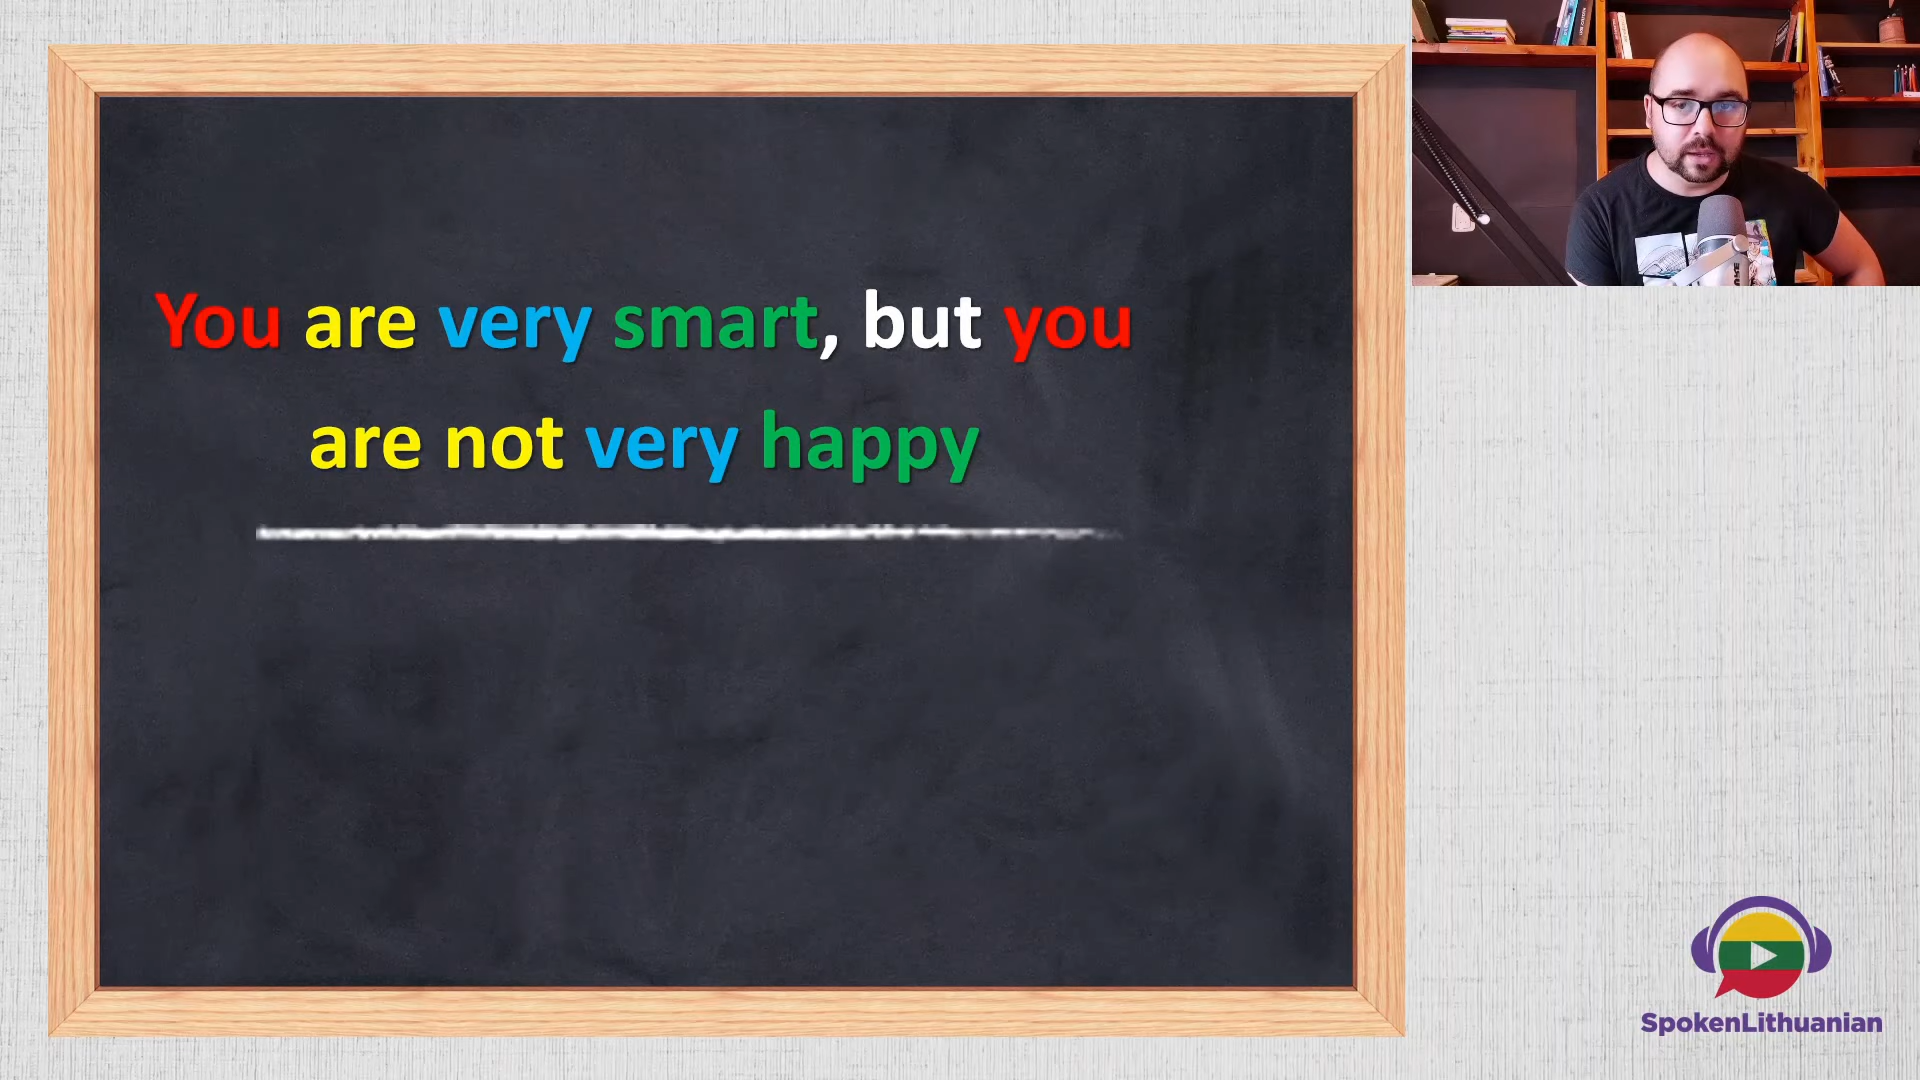 You are very smart, but you
are not very happy
SpokenLithuanian